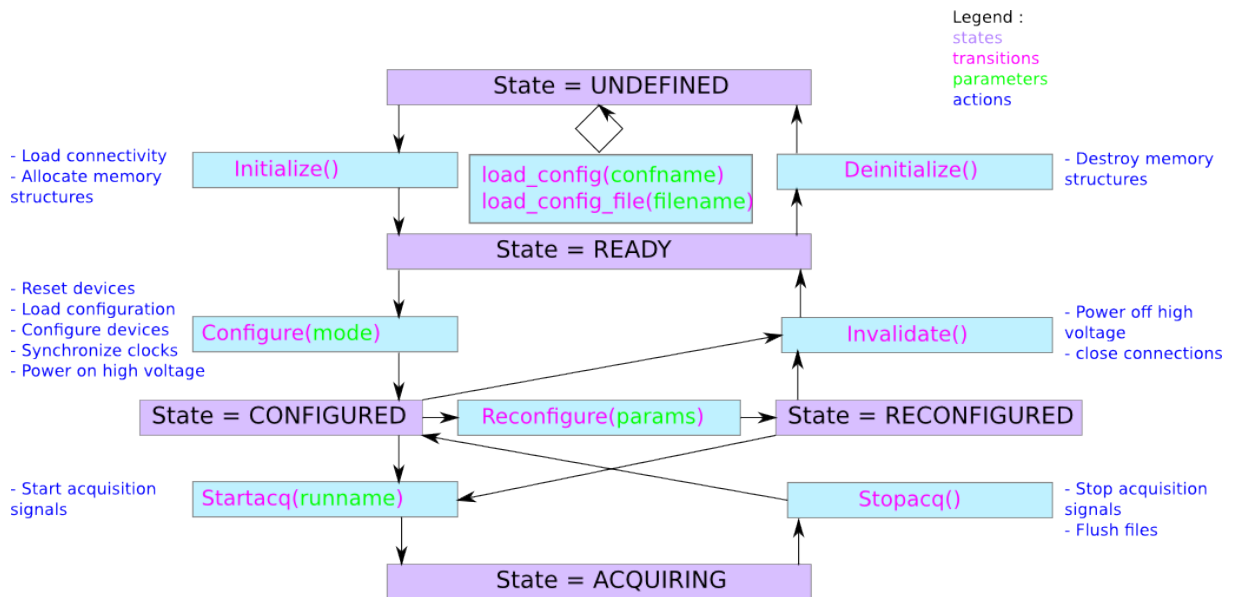 Legend :
states
transitions
parameters
actions
State = UNDEFINED
- Load connectivity
- Allocate memory
structures
Initialize()
load_config(confname)
load_config_file(filename)
Deinitialize()
- Destroy memory
structures
State = READY
- Reset devices
- Load configuration
- Configure devices
- Synchronize clocks
- Power on high voltage
Configure(mode)
Invalidate()
- Power off high
voltage
- close connections
State = CONFIGURED
Reconfigure(params)
State = RECONFIGURED
- Start acquisition
signals
Startacq(runname)
Stopacq()
- Stop acquisition
signals
- Flush files
State = ACQUIRING